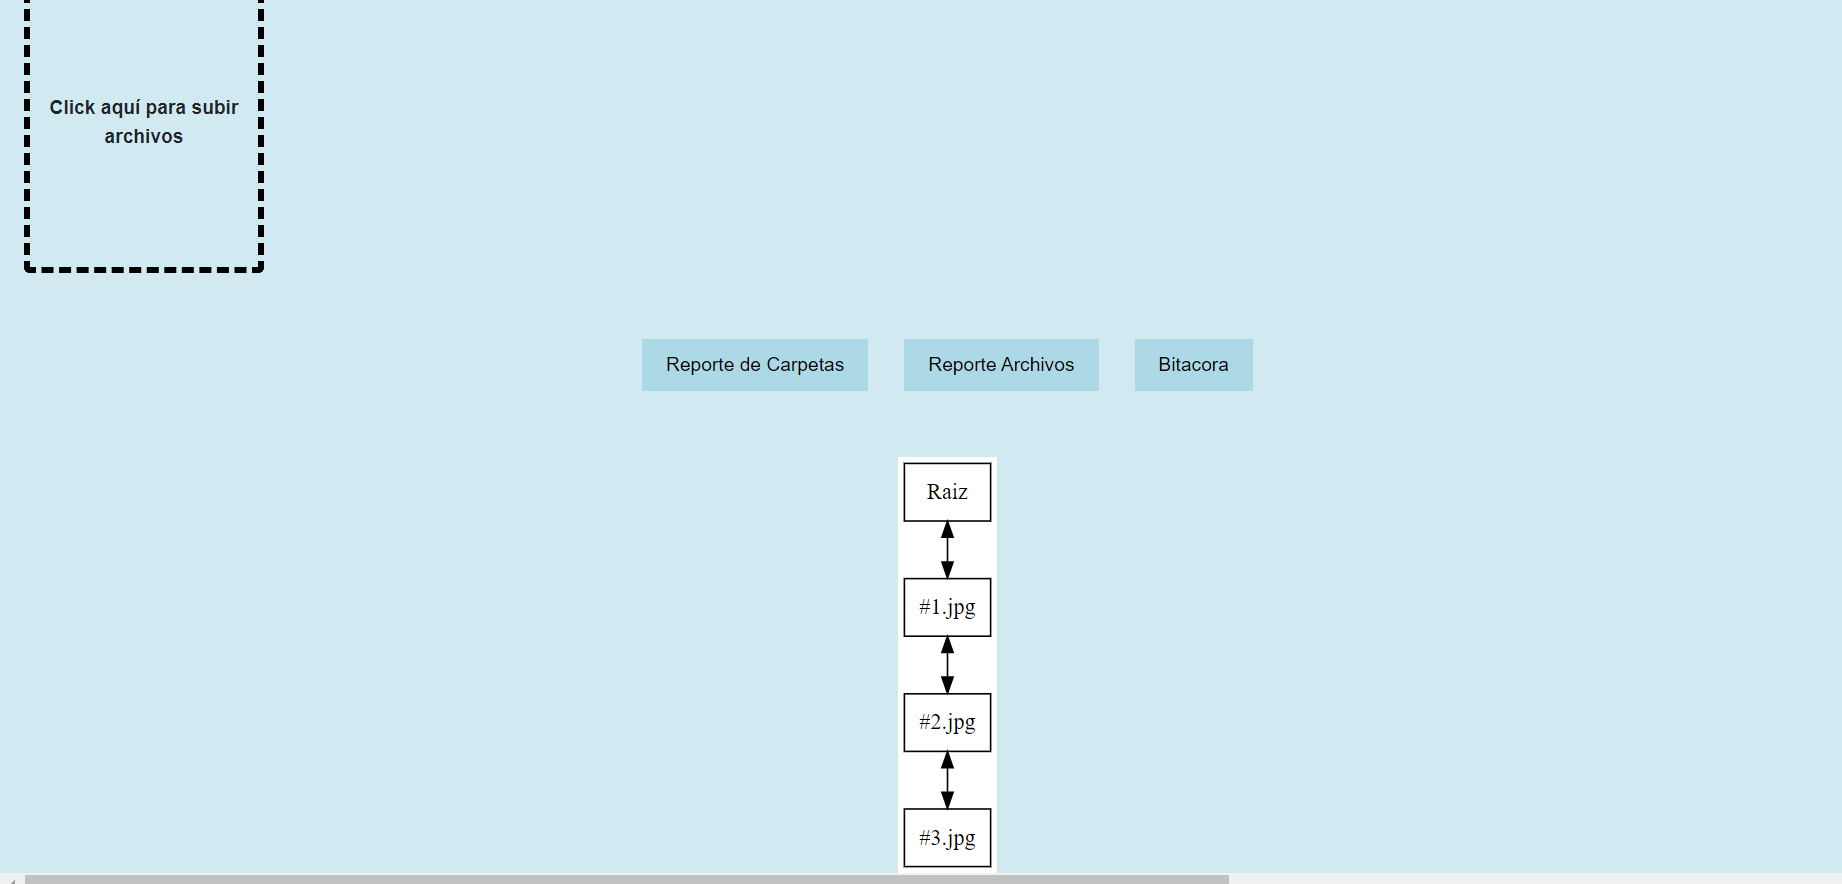 Click aquí para subir
archivos
Reporte de Carpetas
Reporte Archivos
Bitacora
Raiz
#1.jpg
#2.jpg
#3.jpg